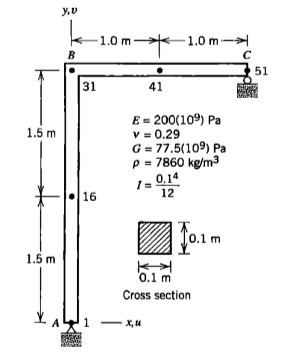 y,v
1.0 m 1.0 m
B C
31 41 51
E = 200(10⁹) Pa
v = 0.29
G = 77.5(10⁹) Pa
ρ = 7860 kg/m³
I = 0.1⁴/12
1.5 m
16
0.1 m
1.5 m
0.1 m
Cross section
A 1 x,u